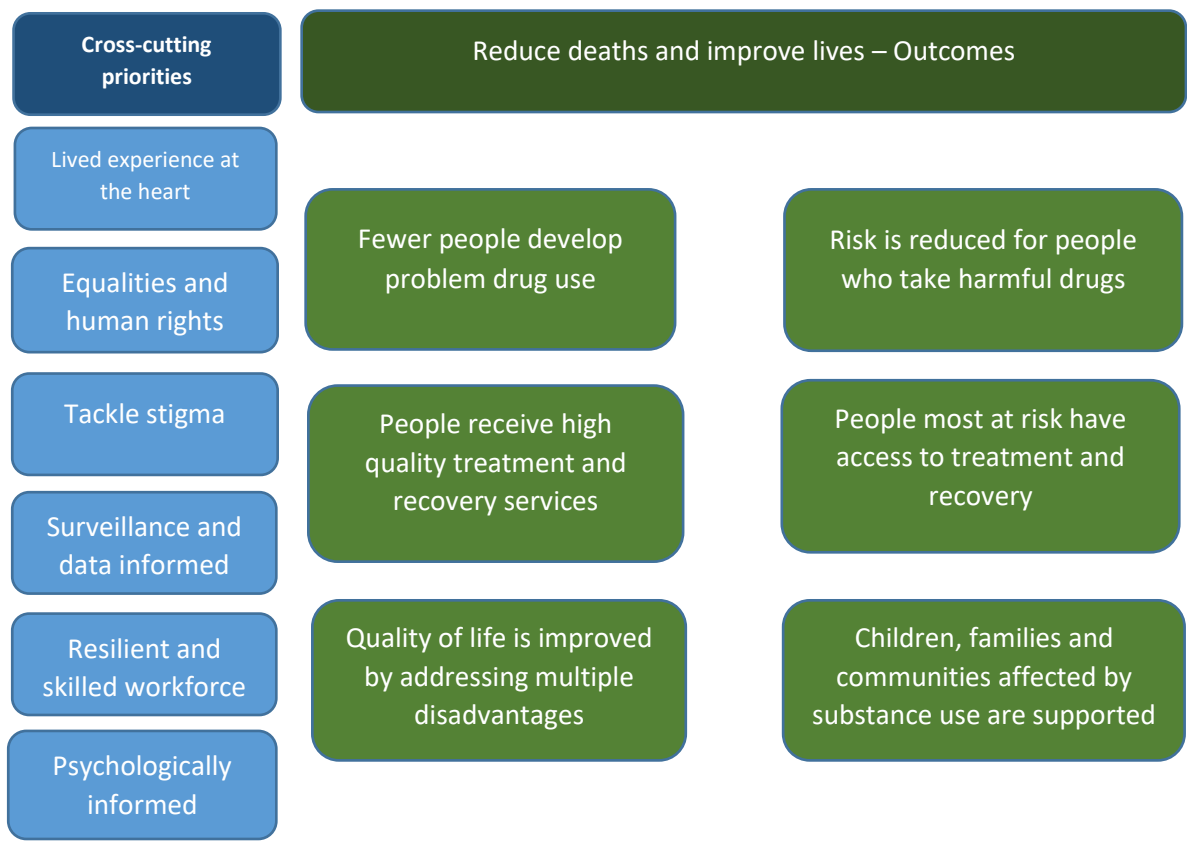 Cross-cutting
priorities
Reduce deaths and improve lives – Outcomes
Lived experience at
the heart
Equalities and
human rights
Tackle stigma
Surveillance and
data informed
Resilient and
skilled workforce
Psychologically
informed
Fewer people develop
problem drug use
Risk is reduced for people
who take harmful drugs
People receive high
quality treatment and
recovery services
People most at risk have
access to treatment and
recovery
Quality of life is improved
by addressing multiple
disadvantages
Children, families and
communities affected by
substance use are supported